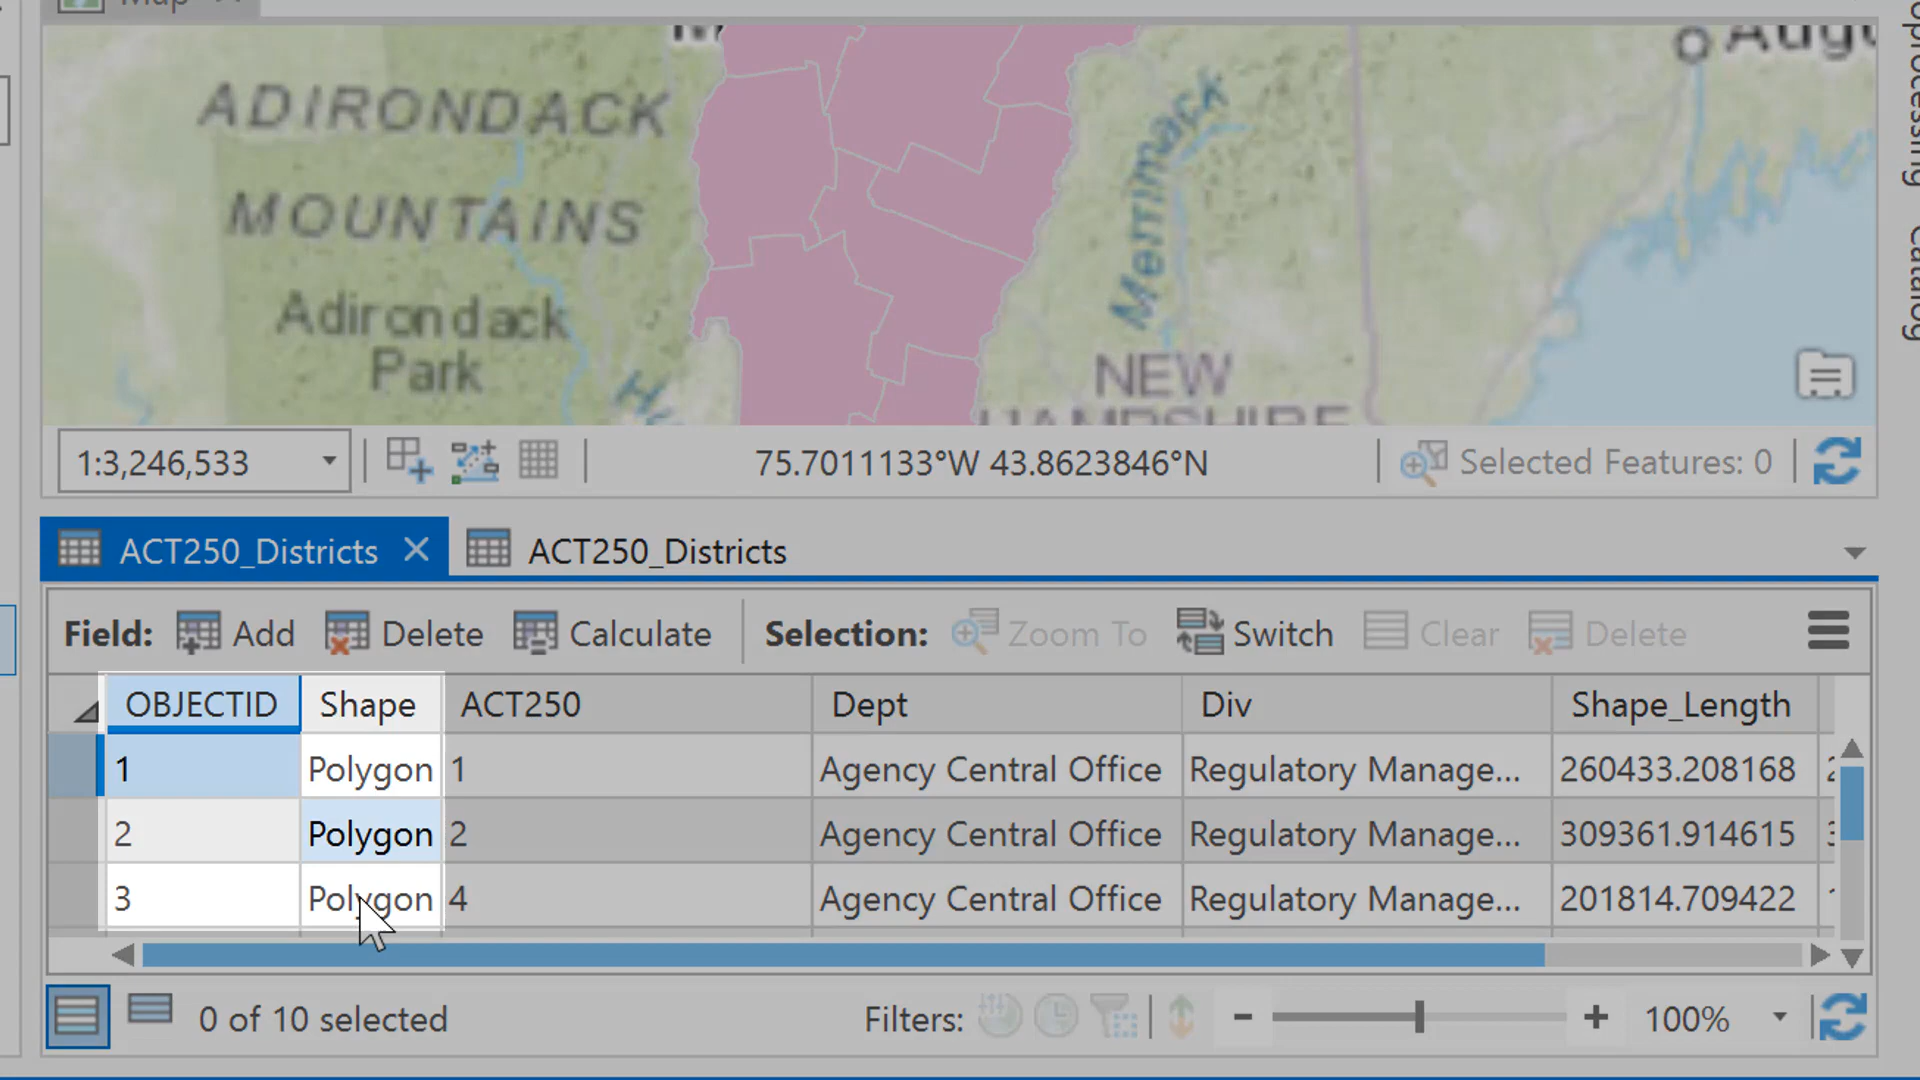 Map
ADIRONDACK
MOUNTAINS
Adirondack
Park
Merrimack
NEW
HAMPSHIRE
Catalog
1:3,246,533
75.7011133°W 43.8623846°N
Selected Features: 0
ACT250_Districts
ACT250_Districts
Field: Add Delete Calculate Selection: Zoom To Switch Clear Delete
OBJECTID Shape ACT250 Dept Div Shape_Length
1 Polygon 1 Agency Central Office Regulatory Manage... 260433.208168
2 Polygon 2 Agency Central Office Regulatory Manage... 309361.914615
3 Polygon 4 Agency Central Office Regulatory Manage... 201814.709422
0 of 10 selected
Filters:
100%